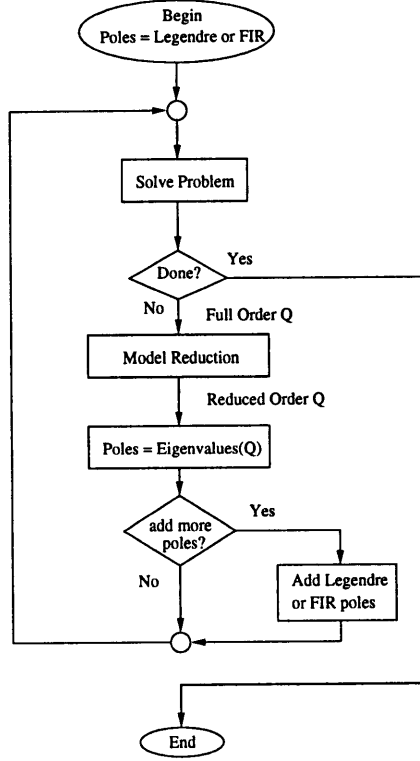 Begin
Poles = Legendre or FIR
Solve Problem
Done?
Yes
No
Full Order Q
Model Reduction
Reduced Order Q
Poles = Eigenvalues(Q)
add more
poles?
Yes
No
Add Legendre
or FIR poles
End